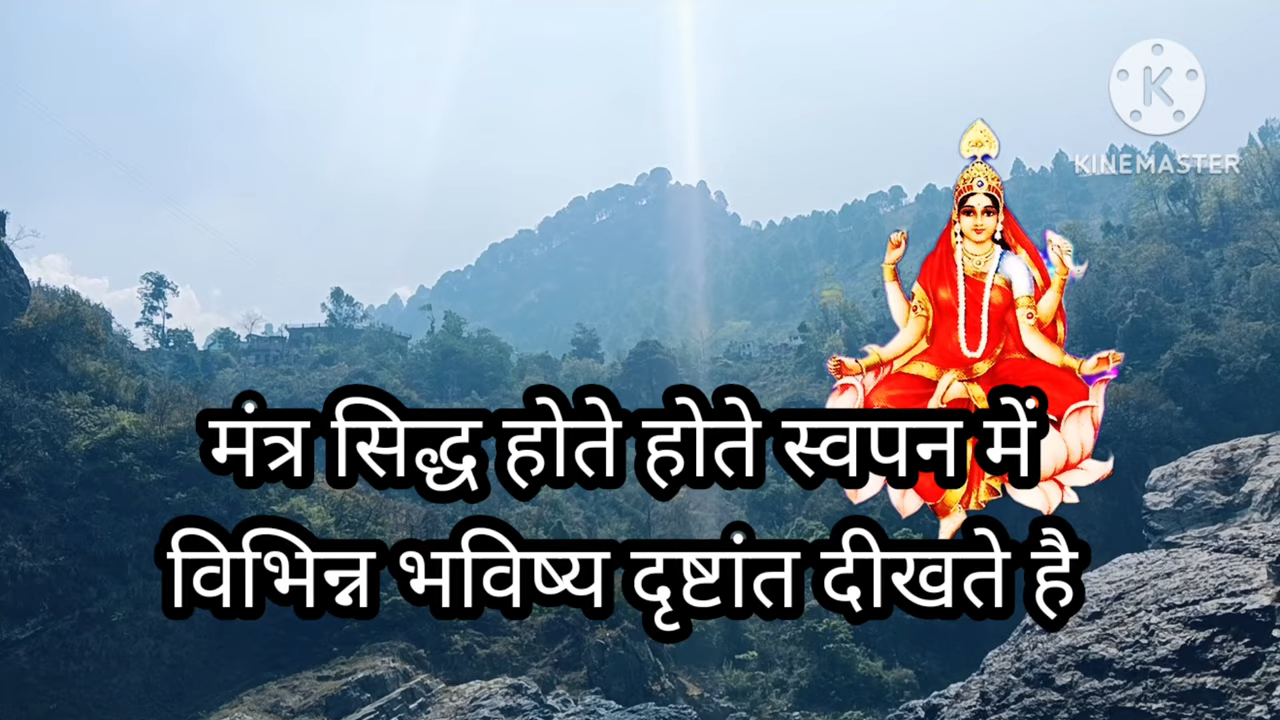 KINEMASTER
मंत्र सिद्ध होते होते स्वपन में
विभिन्न भविष्य दृष्टांत दीखते है